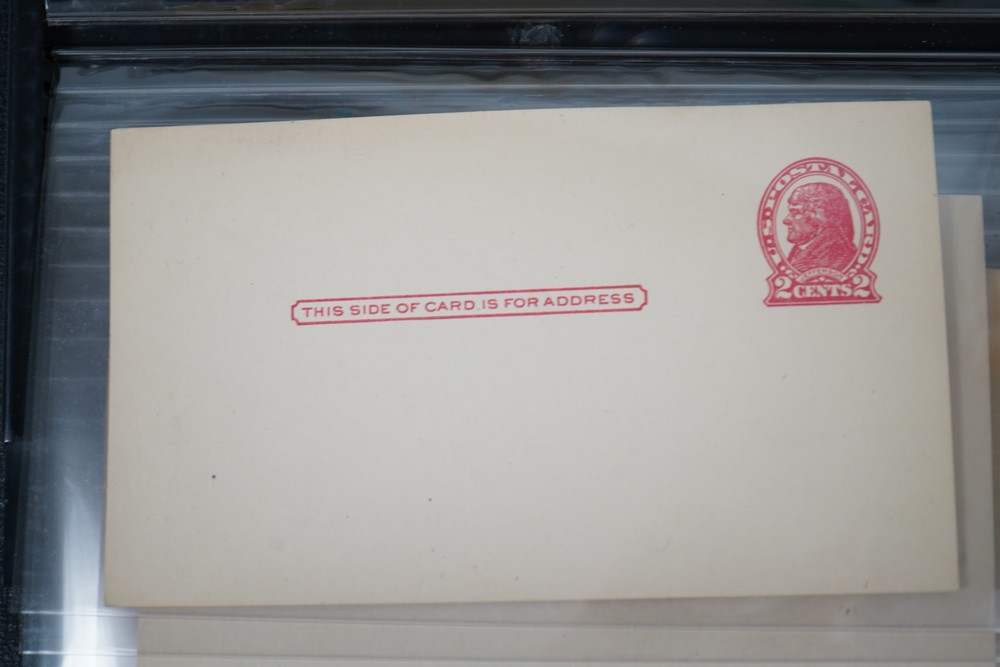 U.S. POSTAL CARD
JEFFERSON
2 CENTS 2
THIS SIDE OF CARD IS FOR ADDRESS